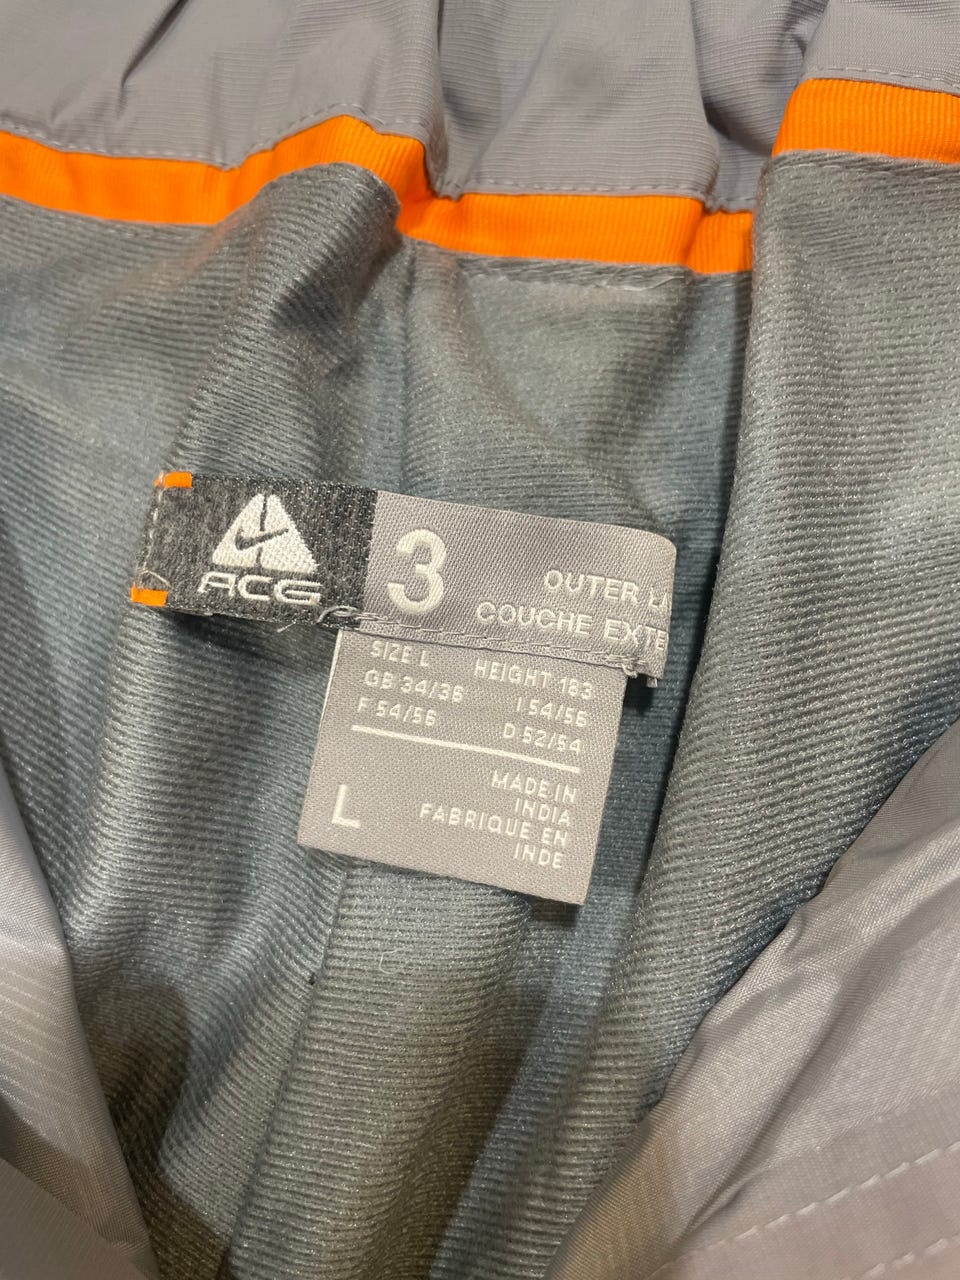 ACG
3
OUTER LA
COUCHE EXTE
SIZE L HEIGHT 183
GB 34/36 I 54/56
F 54/56 D 52/54
L
MADE IN
INDIA
FABRIQUE EN
INDE